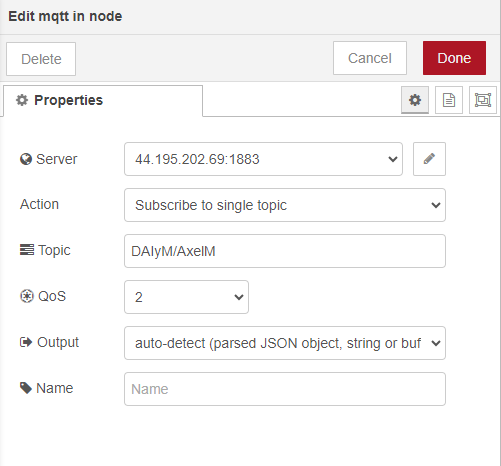 Edit mqtt in node
Delete
Cancel
Done
Properties
Server
44.195.202.69:1883
Action
Subscribe to single topic
Topic
DAIyM/AxelM
QoS
2
Output
auto-detect (parsed JSON object, string or buf
Name
Name